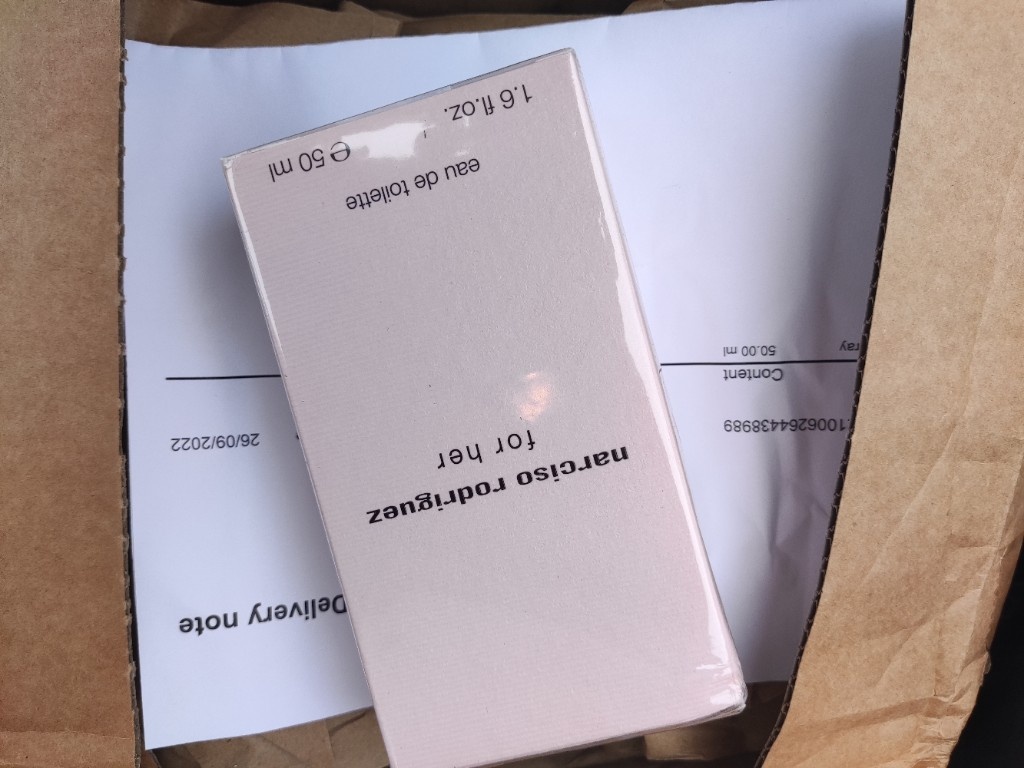 narciso rodriguez
for her
eau de toilette
e 50 ml
1.6 fl.oz.
Delivery note
26/09/2022
Content
50.00 ml